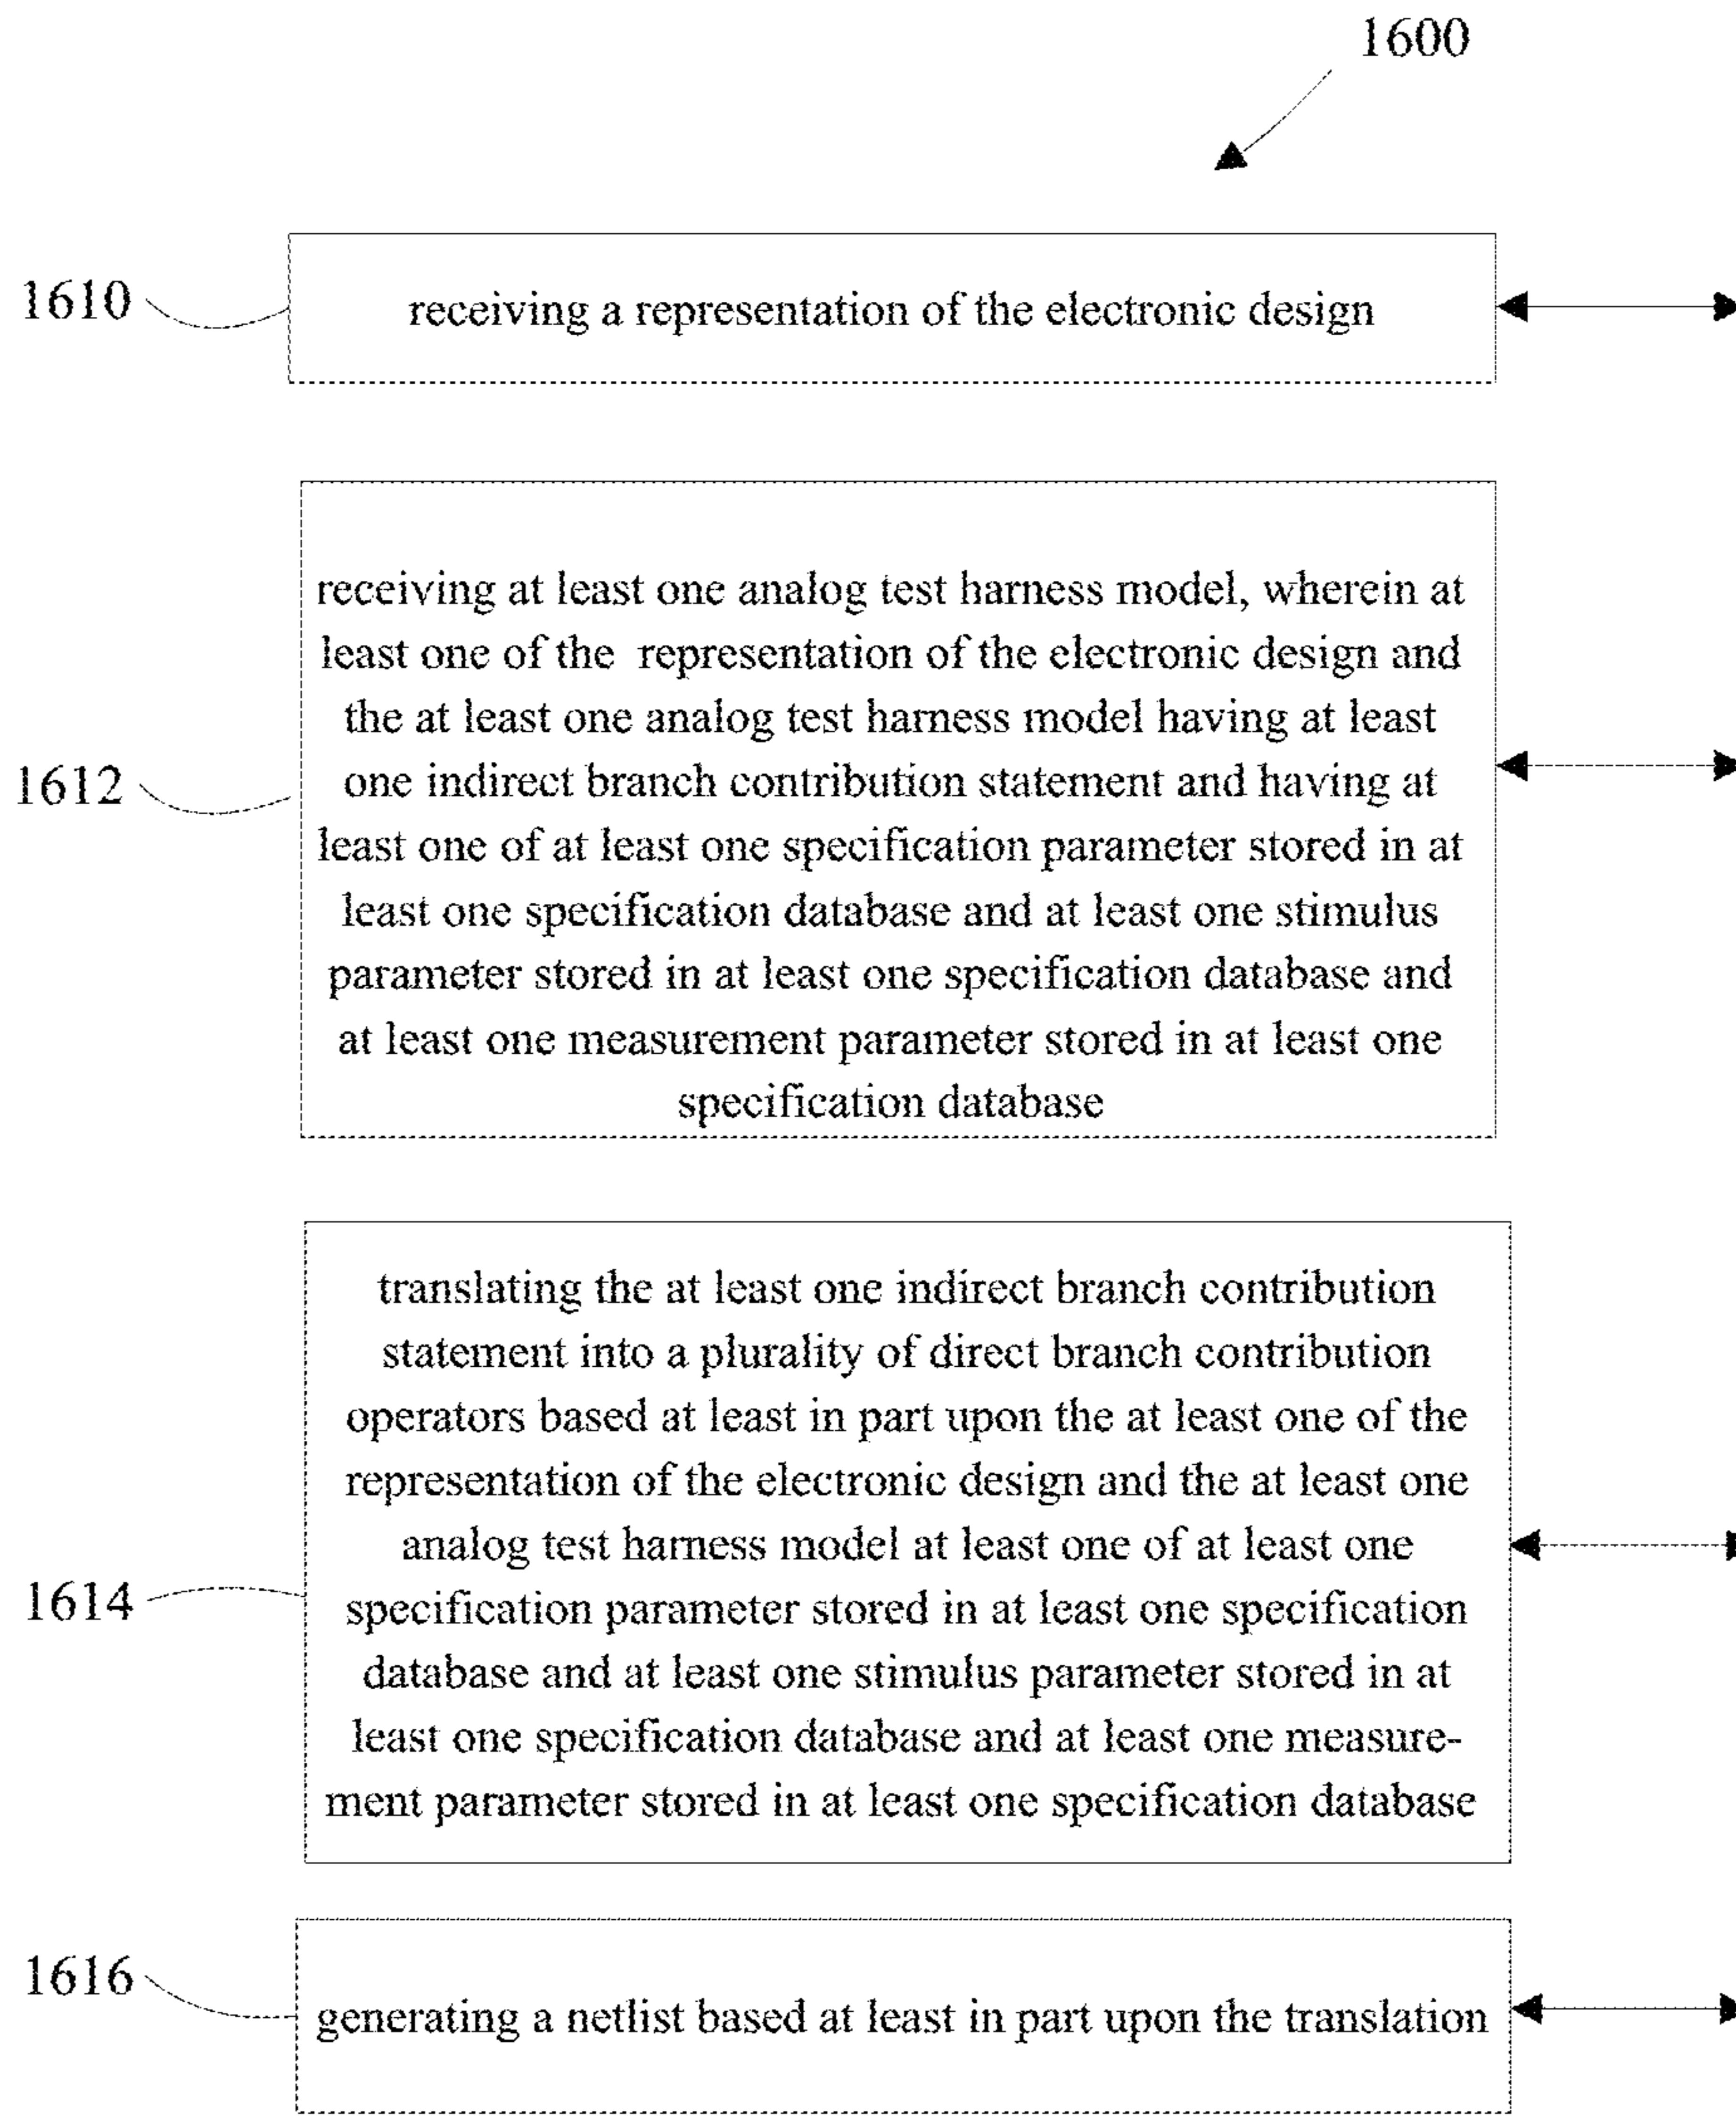 1600
1610
receiving a representation of the electronic design
1612
receiving at least one analog test harness model, wherein at
least one of the representation of the electronic design and
the at least one analog test harness model having at least
one indirect branch contribution statement and having at
least one of at least one specification parameter stored in at
least one specification database and at least one stimulus
parameter stored in at least one specification database and
at least one measurement parameter stored in at least one
specification database
1614
translating the at least one indirect branch contribution
statement into a plurality of direct branch contribution
operators based at least in part upon the at least one of the
representation of the electronic design and the at least one
analog test harness model at least one of at least one
specification parameter stored in at least one specification
database and at least one stimulus parameter stored in at
least one specification database and at least one measure-
ment parameter stored in at least one specification database
1616
generating a netlist based at least in part upon the translation